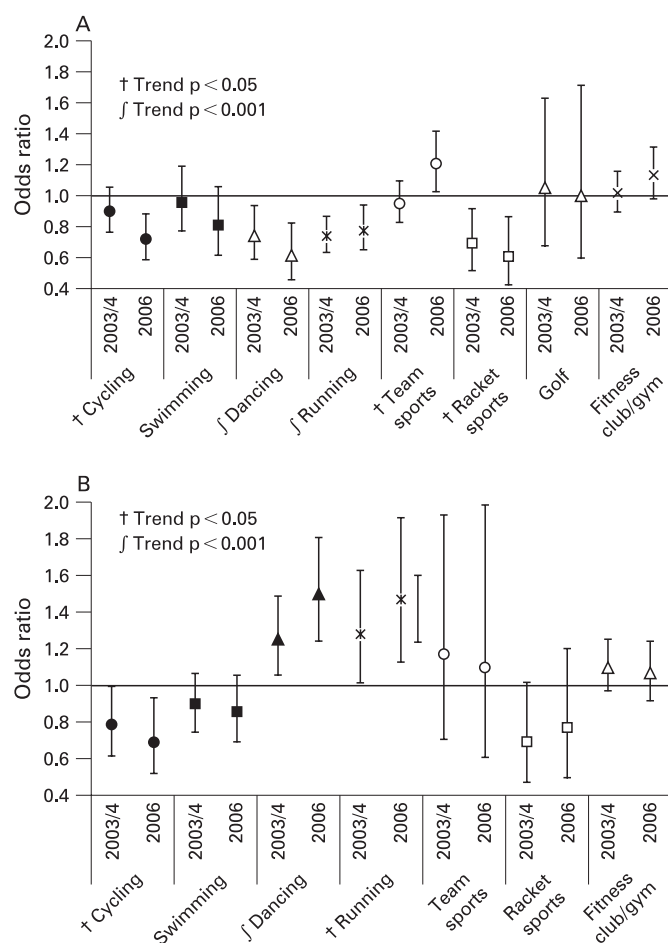 A
2.0
1.8
1.6
1.4
1.2
1.0
0.8
0.6
0.4
Odds ratio
† Trend p < 0.05
∫ Trend p < 0.001
2003/4 2006 2003/4 2006 2003/4 2006 2003/4 2006 2003/4 2006 2003/4 2006 2003/4 2006 2003/4 2006
† Cycling
Swimming
∫ Dancing
∫ Running
† Team
sports
† Racket
sports
Golf
Fitness
club/gym
B
2.0
1.8
1.6
1.4
1.2
1.0
0.8
0.6
0.4
Odds ratio
† Trend p < 0.05
∫ Trend p < 0.001
2003/4 2006 2003/4 2006 2003/4 2006 2003/4 2006 2003/4 2006 2003/4 2006 2003/4 2006
† Cycling
Swimming
∫ Dancing
† Running
Team
sports
Racket
sports
Fitness
club/gym